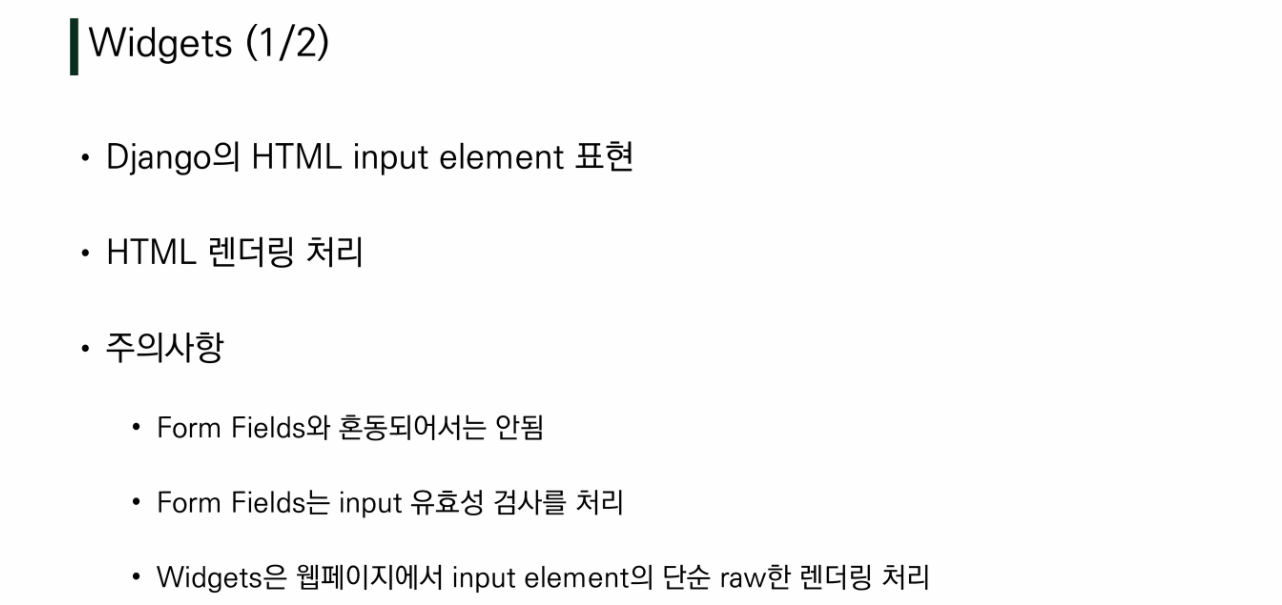 Widgets (1/2)
• Django의 HTML input element 표현
• HTML 렌더링 처리
• 주의사항
• Form Fields와 혼동되어서는 안됨
• Form Fields는 input 유효성 검사를 처리
• Widgets은 웹페이지에서 input element의 단순 raw한 렌더링 처리